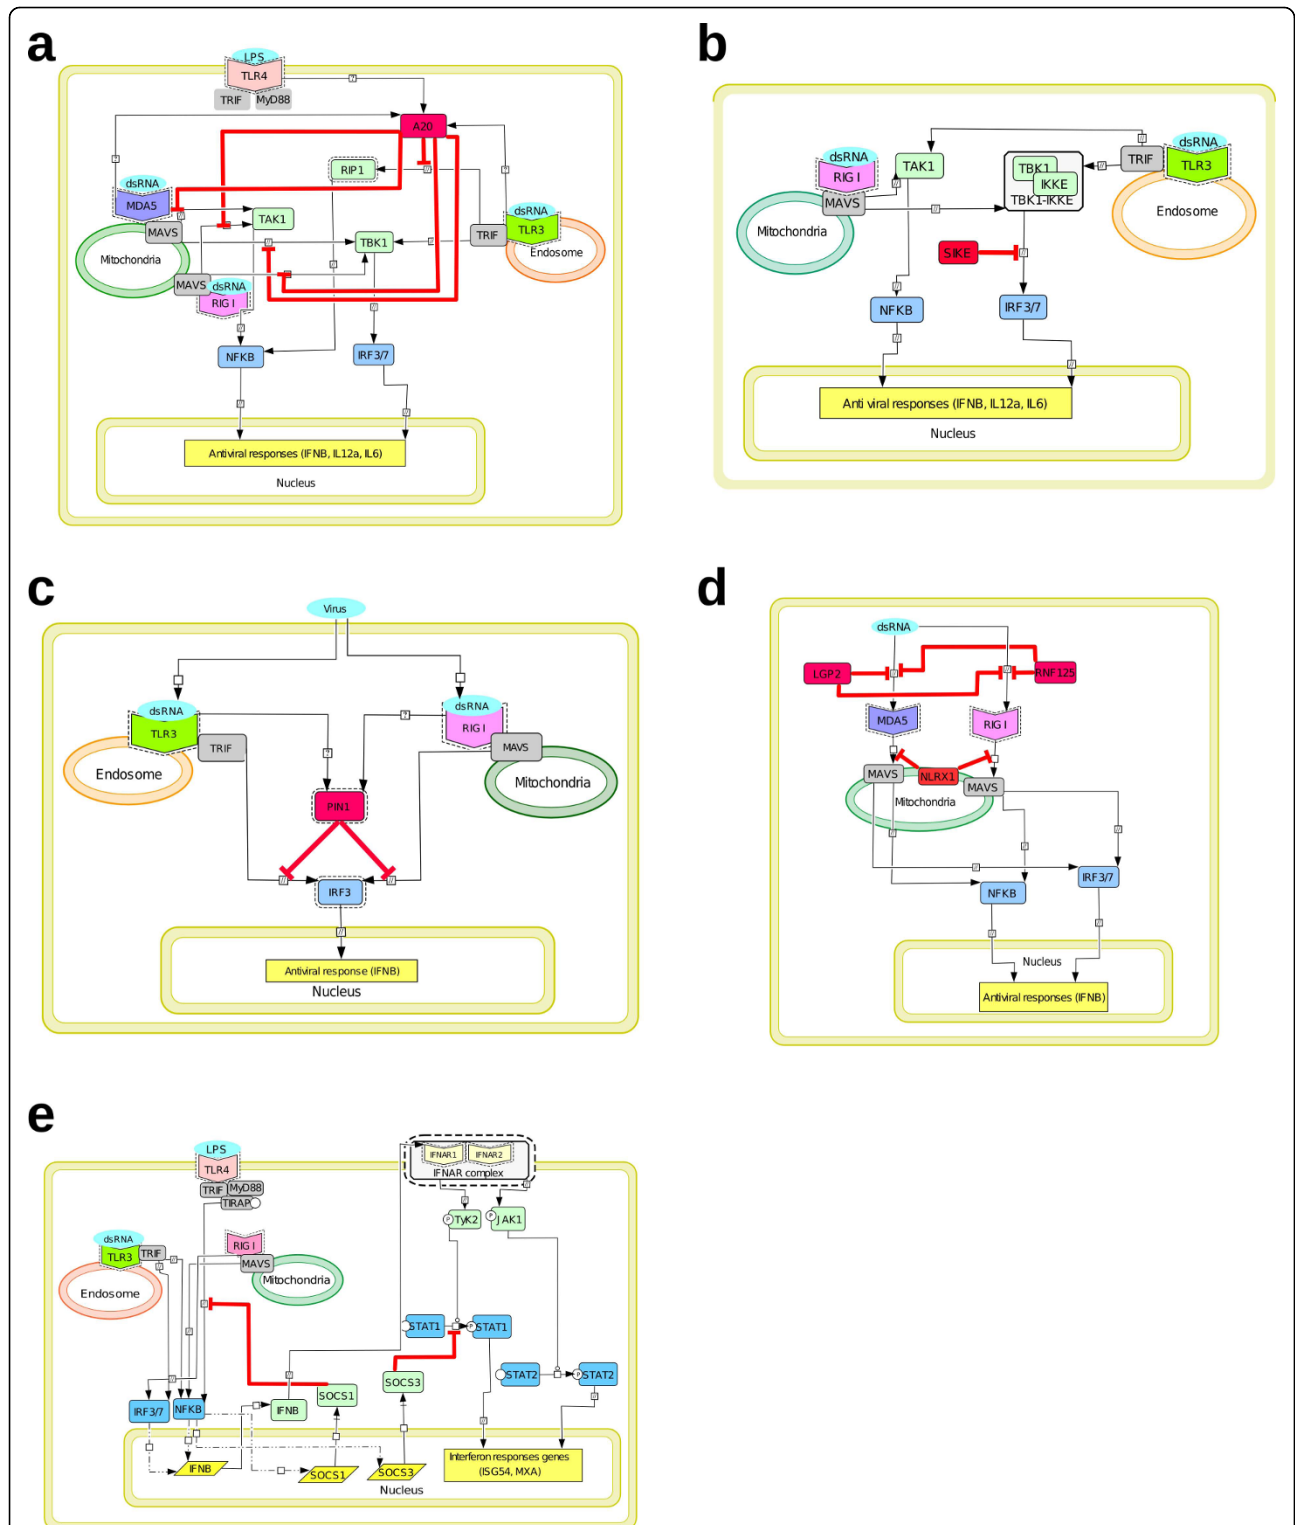 a
LPS
TLR4
TRIF
MyD88
?
A20
?
RIP1
dsRNA
MDA5
MAVS
TAK1
dsRNA
TLR3
TRIF
TBK1
Endosome
Mitochondria
MAVS
dsRNA
RIG I
NFKB
IRF3/7
Antiviral responses (IFNB, IL12a, IL6)
Nucleus
b
dsRNA
RIG I
MAVS
TAK1
TBK1
IKKE
TBK1-IKKE
TRIF
dsRNA
TLR3
Endosome
Mitochondria
SIKE
NFKB
IRF3/7
Anti viral responses (IFNB, IL12a, IL6)
Nucleus
c
Virus
dsRNA
TLR3
TRIF
Endosome
?
?
dsRNA
RIG I
MAVS
Mitochondria
PIN1
IRF3
Antiviral response (IFNB)
Nucleus
d
dsRNA
LGP2
RNF125
MDA5
RIG I
MAVS
NLRX1
MAVS
Mitochondria
NFKB
IRF3/7
Nucleus
Antiviral responses (IFNB)
e
LPS
TLR4
TRIF
MyD88
TIRAP
IFNAR1
IFNAR2
IFNAR complex
P
TyK2
P
JAK1
dsRNA
TLR3
TRIF
Endosome
RIG I
MAVS
Mitochondria
STAT1
P
STAT1
STAT2
P
STAT2
SOCS3
SOCS1
IRF3/7
NFKB
IFNB
IFNB
SOCS1
SOCS3
Interferon responses genes
(ISG54, MXA)
Nucleus